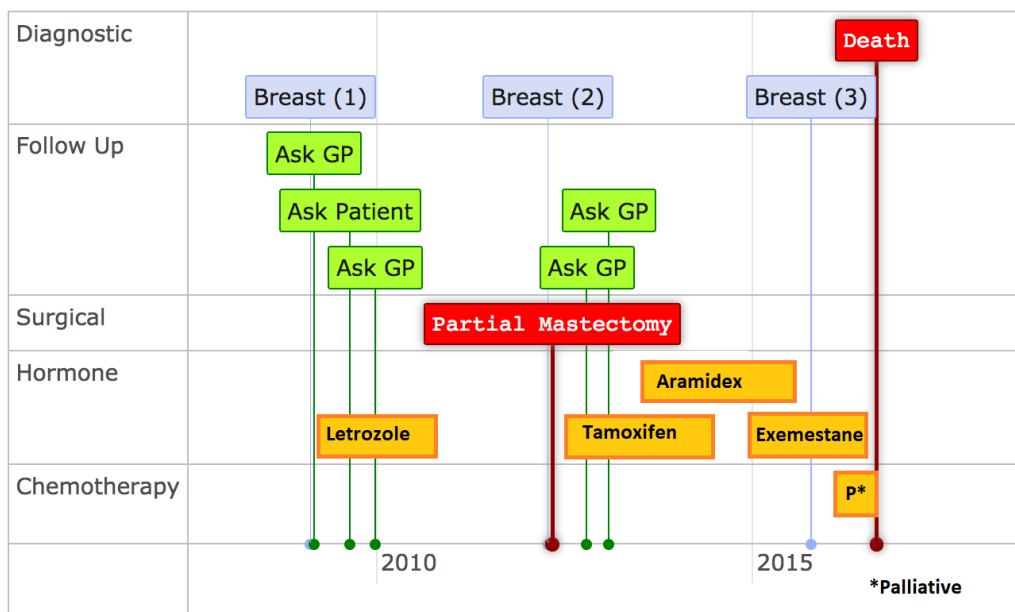 Diagnostic
Death
Breast (1)
Breast (2)
Breast (3)
Follow Up
Ask GP
Ask Patient
Ask GP
Ask GP
Ask GP
Surgical
Partial Mastectomy
Hormone
Aramidex
Letrozole
Tamoxifen
Exemestane
Chemotherapy
P*
2010
2015
*Palliative